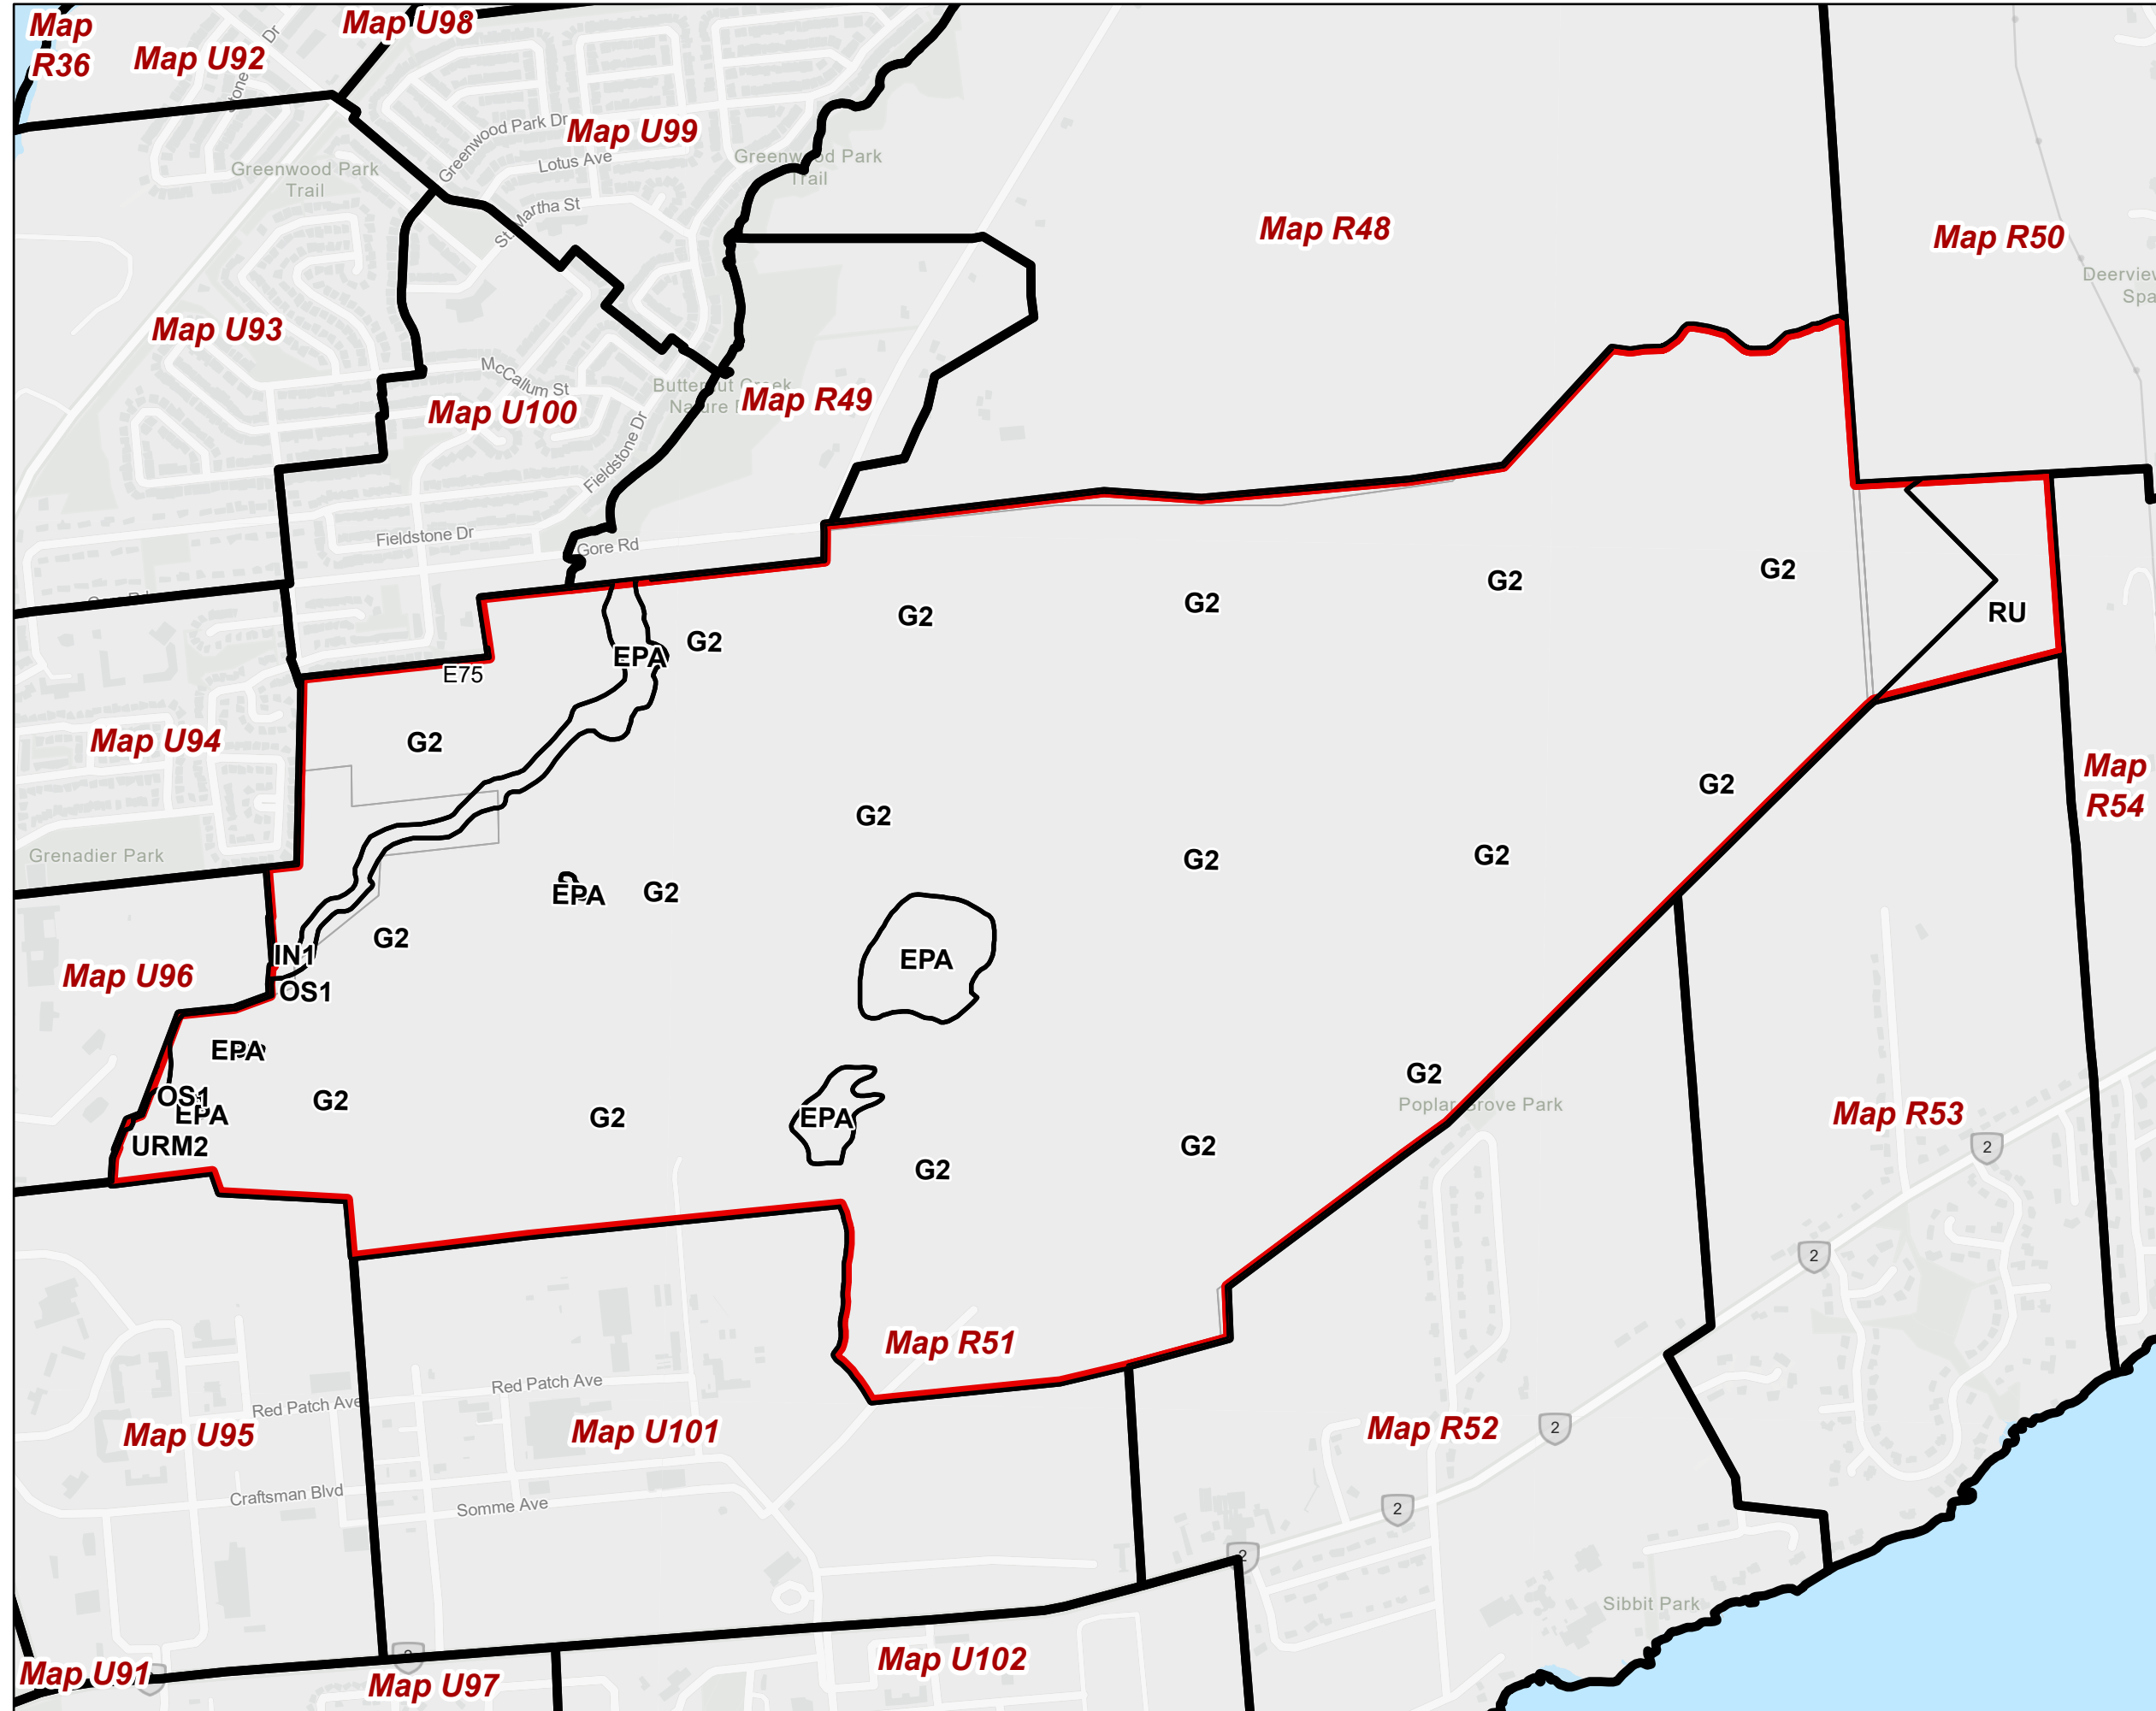 Map
R36
Map U92
Map U98
Greenwood Park Dr
Map U99
Lotus Ave
Greenwood Park
Trail
Greenwood Park
Trail
Martha St
Map R48
Map R50
Map U93
McCallum St
Map U100
Map R49
Fieldstone Dr
Fieldstone Dr
Gore Rd
G2
G2
G2
G2
RU
EPA
G2
E75
G2
Map U94
Map
R54
G2
G2
Grenadier Park
G2
G2
EPA
G2
G2
IN1
EPA
Map U96
OS1
EPA
G2
OS1
EPA
G2
G2
EPA
Poplar Grove Park
Map R53
URM2
G2
G2
2
2
Map R51
Red Patch Ave
Red Patch Ave
Map U95
Map U101
Map R52
2
Craftsman Blvd
Somme Ave
2
2
Sibbit Park
Map U91
Map U97
Map U102